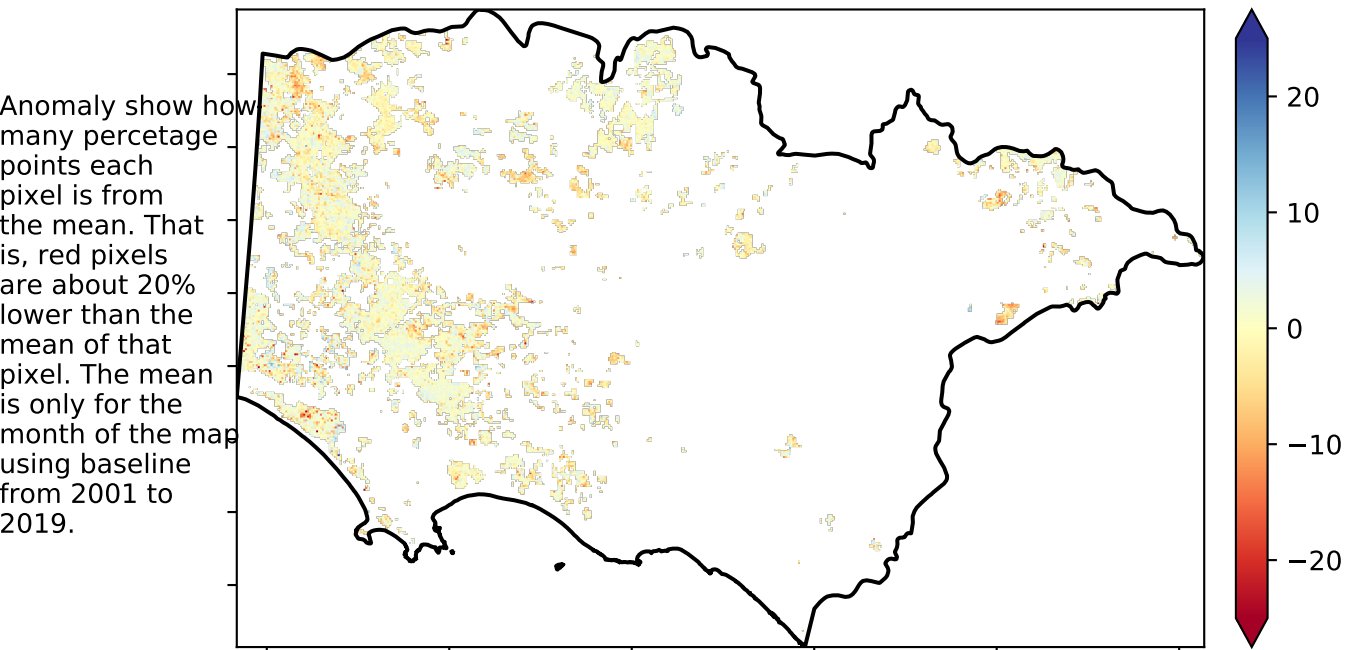 Anomaly show how
many percetage
points each
pixel is from
the mean. That
is, red pixels
are about 20%
lower than the
mean of that
pixel. The mean
is only for the
month of the map
using baseline
from 2001 to
2019.
20
10
0
−10
−20